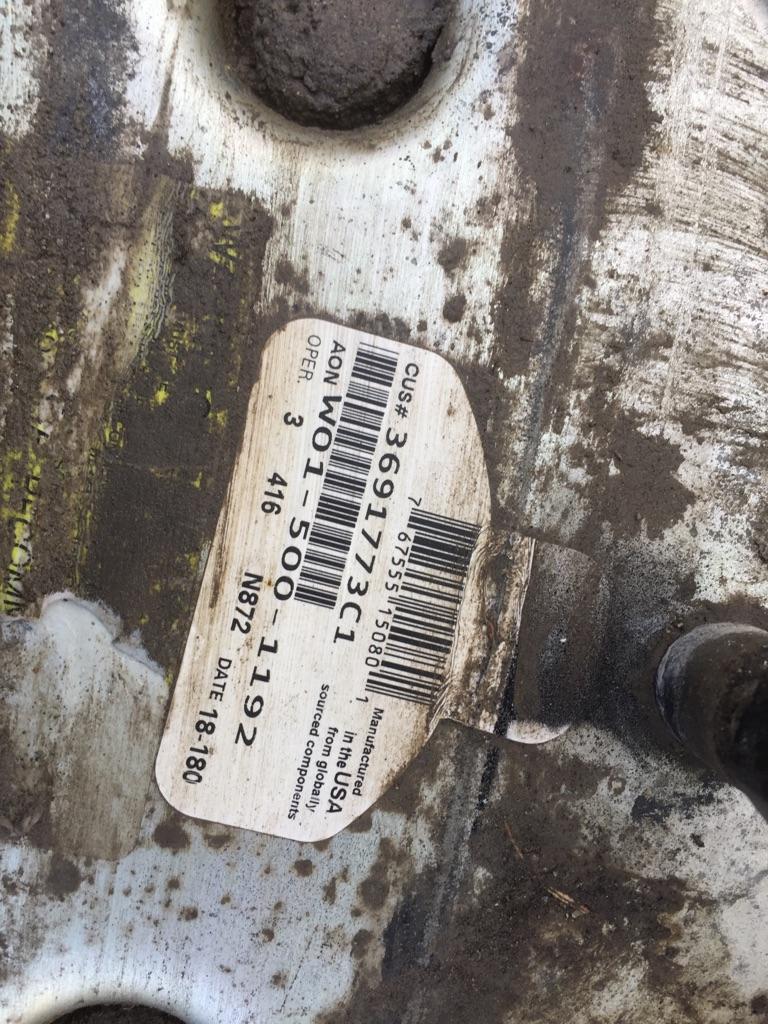 7 67555 15080 1
CUS# 3691773C1
AON W01-500-1192
OPER. 3 416 N872 DATE 18-180
Manufactured
in the USA
from globally
sourced components